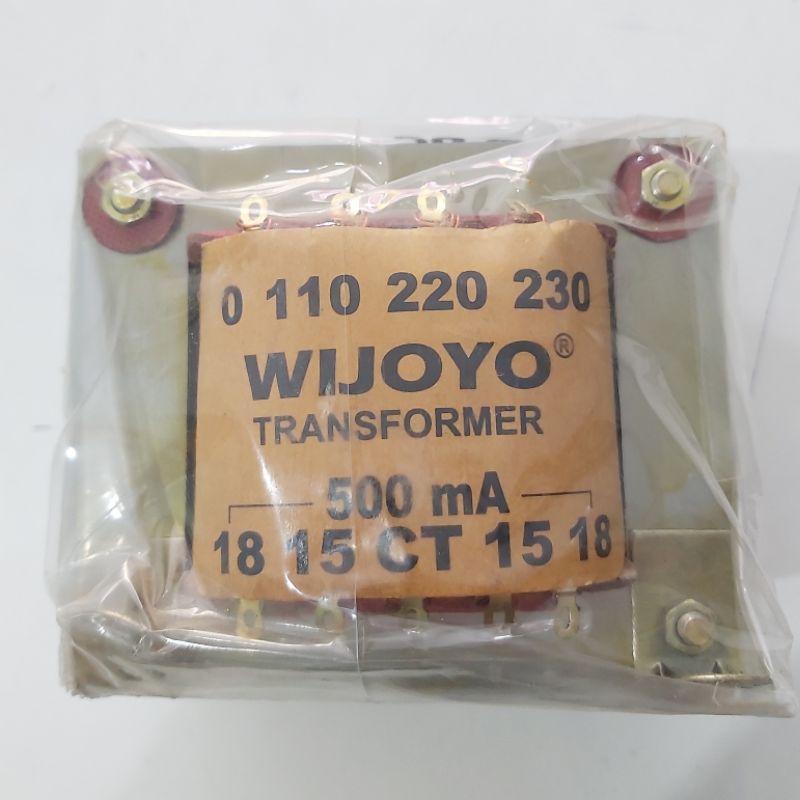 0 110 220 230
WIJOYO®
TRANSFORMER
500 mA
18 15 CT 15 18